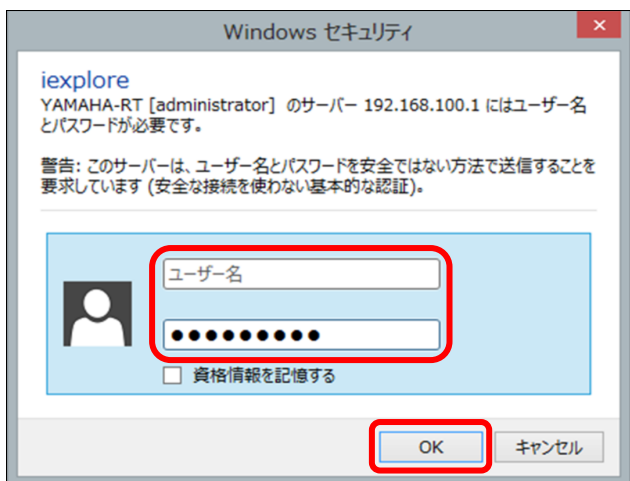 Windows セキュリティ
iexplore
YAMAHA-RT [administrator] のサーバー 192.168.100.1 にはユーザー名
とパスワードが必要です。
警告: このサーバーは、ユーザー名とパスワードを安全ではない方法で送信することを
要求しています (安全な接続を使わない基本的な認証)。
ユーザー名
●●●●●●●●●
資格情報を記憶する
OK キャンセル